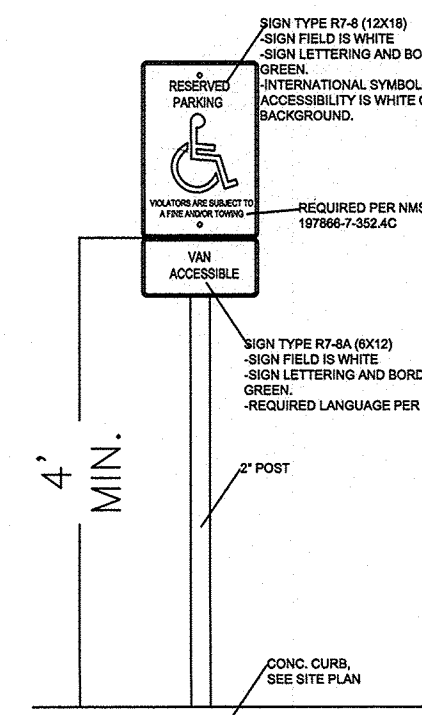 SIGN TYPE R7-8 (12X18)
-SIGN FIELD IS WHITE
-SIGN LETTERING AND BO
GREEN.
-INTERNATIONAL SYMBOL
ACCESSIBILITY IS WHITE
BACKGROUND.
RESERVED
PARKING
VIOLATORS ARE SUBJECT TO
A FINE AND/OR TOWING
REQUIRED PER NMS
197866-7-352.4C
VAN
ACCESSIBLE
SIGN TYPE R7-8A (6X12)
-SIGN FIELD IS WHITE
-SIGN LETTERING AND BORD
GREEN.
-REQUIRED LANGUAGE PER
4'
MIN.
2" POST
CONC. CURB,
SEE SITE PLAN